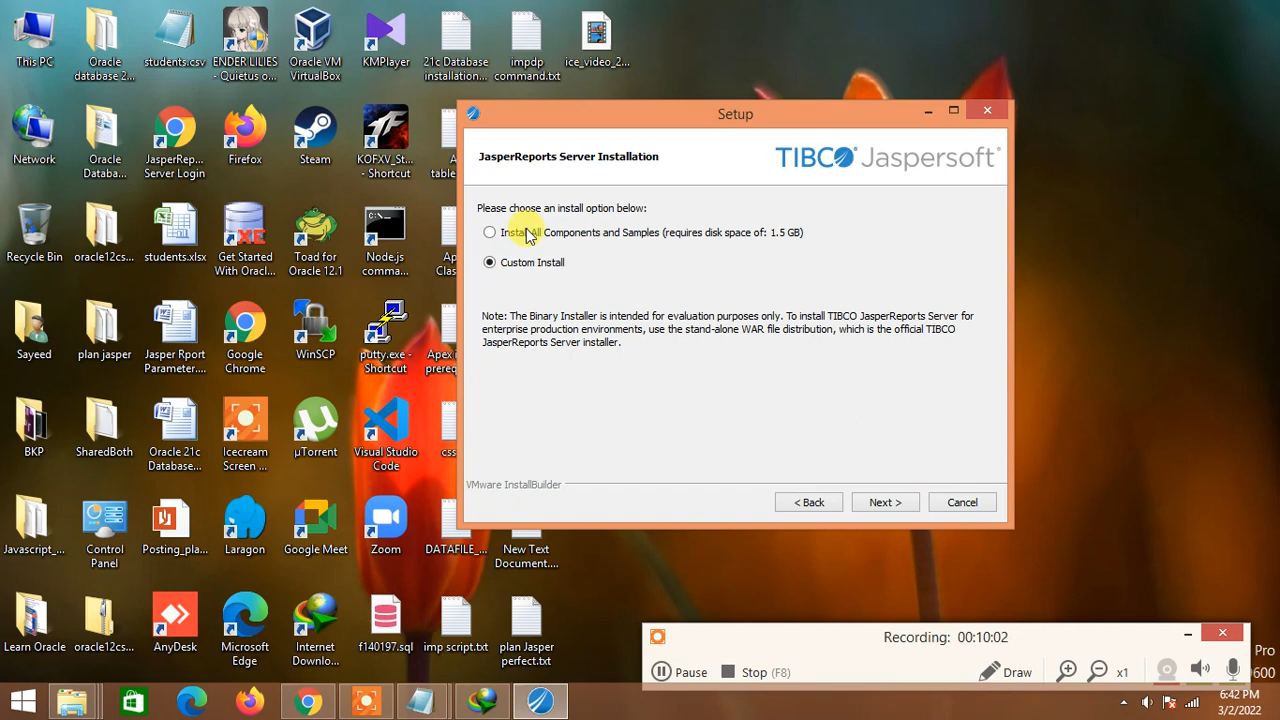 This PC
Oracle
database 2...
students.csv
ENDER LILIES
- Quietus o...
Oracle VM
VirtualBox
KMPlayer
21c Database
installation...
impdp
command.txt
ice_video_2...
Network
Oracle
Databa...
JasperRep...
Server Login
Firefox
Steam
KOFXV_St...
- Shortcut
Recycle Bin
oracle12cs...
students.xlsx
Get Started
With Oracl...
Toad for
Oracle 12.1
Node.js
comma...
Sayeed
plan jasper
Jasper Rport
Parameter....
Google
Chrome
WinSCP
putty.exe -
Shortcut
BKP
SharedBoth
Oracle 21c
Database...
Icecream
Screen ...
µTorrent
Visual Studio
Code
Javascript_...
Control
Panel
Posting_pla...
Laragon
Google Meet
Zoom
DATAFILE_...
New Text
Document....
Learn Oracle
oracle12cs...
AnyDesk
Microsoft
Edge
Internet
Downlo...
f140197.sql
imp script.txt
plan Jasper
perfect.txt
Setup
JasperReports Server Installation
TIBCO Jaspersoft
Please choose an install option below:
Install All Components and Samples (requires disk space of: 1.5 GB)
Custom Install
Note: The Binary Installer is intended for evaluation purposes only. To install TIBCO JasperReports Server for
enterprise production environments, use the stand-alone WAR file distribution, which is the official TIBCO
JasperReports Server installer.
VMware InstallBuilder
< Back
Next >
Cancel
Recording: 00:10:02
Pause
Stop (F8)
Draw
x1
Pro
9600
6:42 PM
3/2/2022